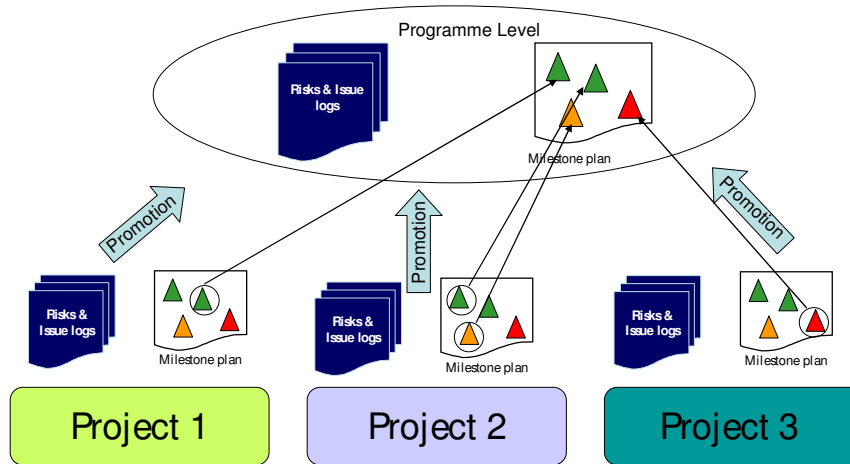 Programme Level
Risks & Issue
logs
Milestone plan
Promotion
Promotion
Promotion
Risks &
Issue logs
Milestone plan
Risks &
Issue logs
Milestone plan
Risks &
Issue logs
Milestone plan
Project 1
Project 2
Project 3